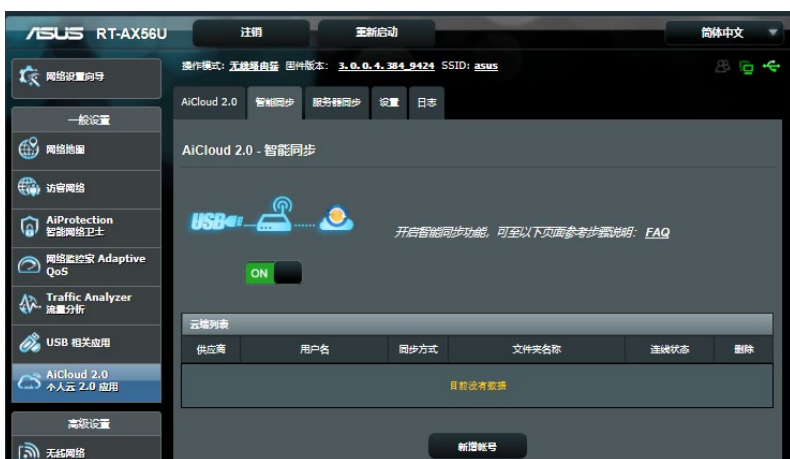 ASUS RT-AX56U 注销 重新启动 简体中文
操作模式: 无线路由器 固件版本: 3.0.0.4.384_9424 SSID: asus
网络设置向导
AiCloud 2.0 智能同步 服务器同步 设置 日志
一般设置
网络地图
访客网络
AiProtection
智能网络卫士
网络监控家 Adaptive
QoS
Traffic Analyzer
流量分析
USB 相关应用
AiCloud 2.0
个人云 2.0 应用
高级设置
无线网络
AiCloud 2.0 - 智能同步
USB
开启智能同步功能, 可至以下页面参考步骤说明: FAQ
ON
云端列表
供应商 用户名 同步方式 文件夹名称 连线状态 删除
目前没有数据
新增帐号